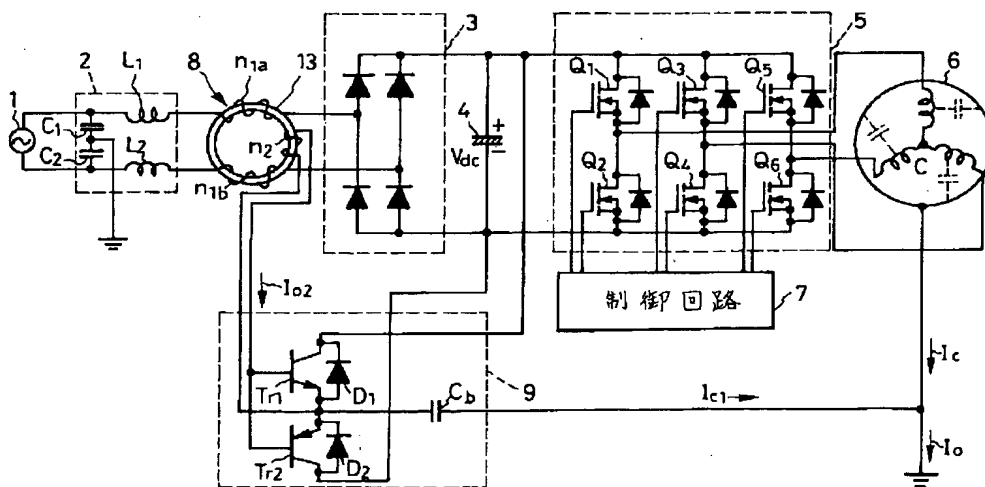 1
2
L1
8
n1a
13
3
5
Q1
Q3
Q5
6
C1
C2
L2
n2
n1b
4
+
Vdc
−
Q2
Q4
Q6
C
制御回路
7
Io2
Ic
Tr1
D1
Cb
9
Ic1
Io
Tr2
D2